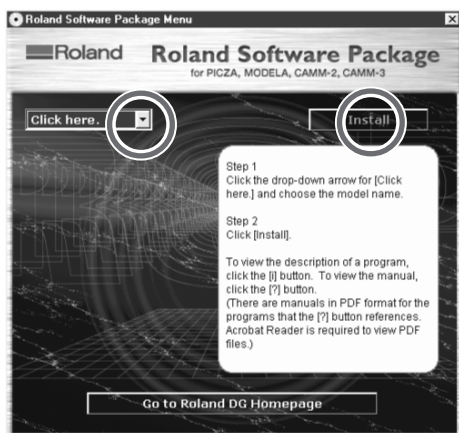 Roland Software Package Menu
Roland
Roland Software Package
for PICZA, MODELA, CAMM-2, CAMM-3
Click here.
Install
Step 1
Click the drop-down arrow for [Click
here.] and choose the model name.
Step 2
Click [Install].
To view the description of a program,
click the [i] button. To view the manual,
click the [?] button.
(There are manuals in PDF format for the
programs that the [?] button references.
Acrobat Reader is required to view PDF
files.)
Go to Roland DG Homepage